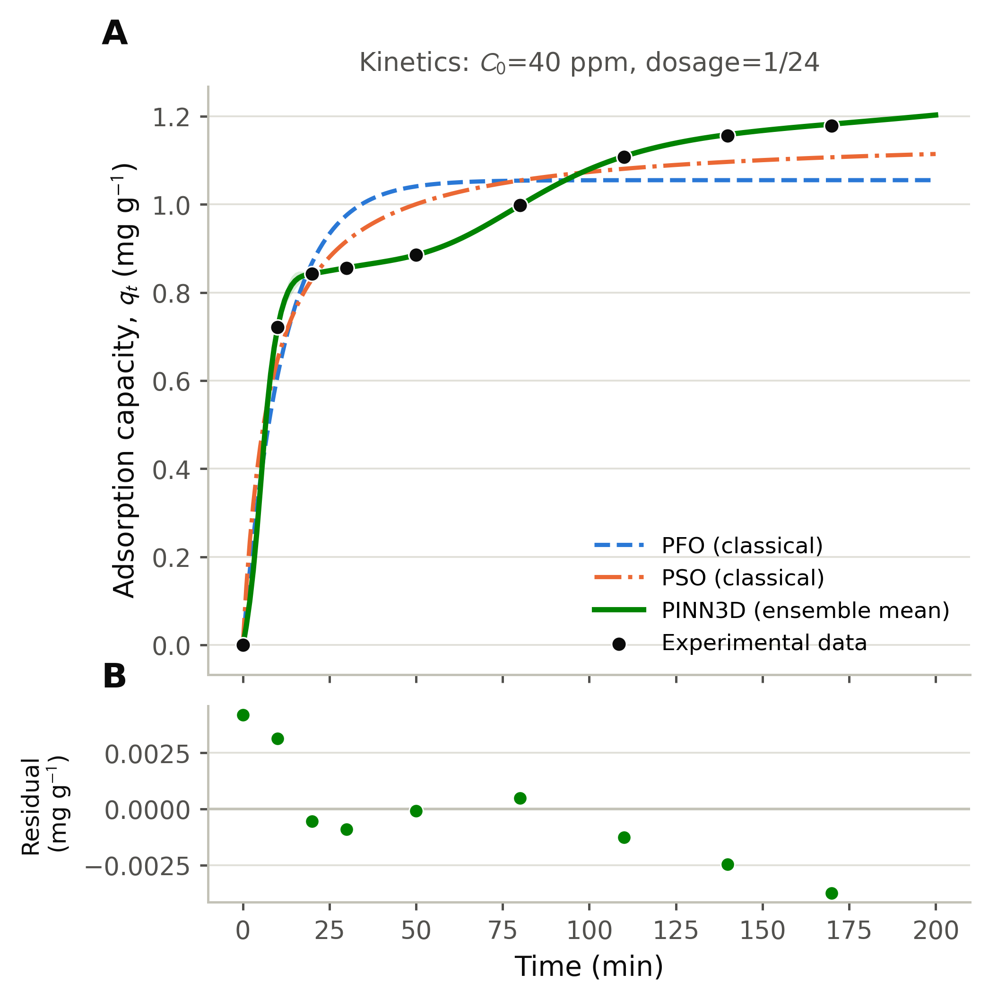 A
Kinetics: C₀=40 ppm, dosage=1/24
Adsorption capacity, qₜ (mg g⁻¹)
1.2
1.0
0.8
0.6
0.4
0.2
0.0
PFO (classical)
PSO (classical)
PINN3D (ensemble mean)
Experimental data
B
Residual
(mg g⁻¹)
0.0025
0.0000
−0.0025
0 25 50 75 100 125 150 175 200
Time (min)